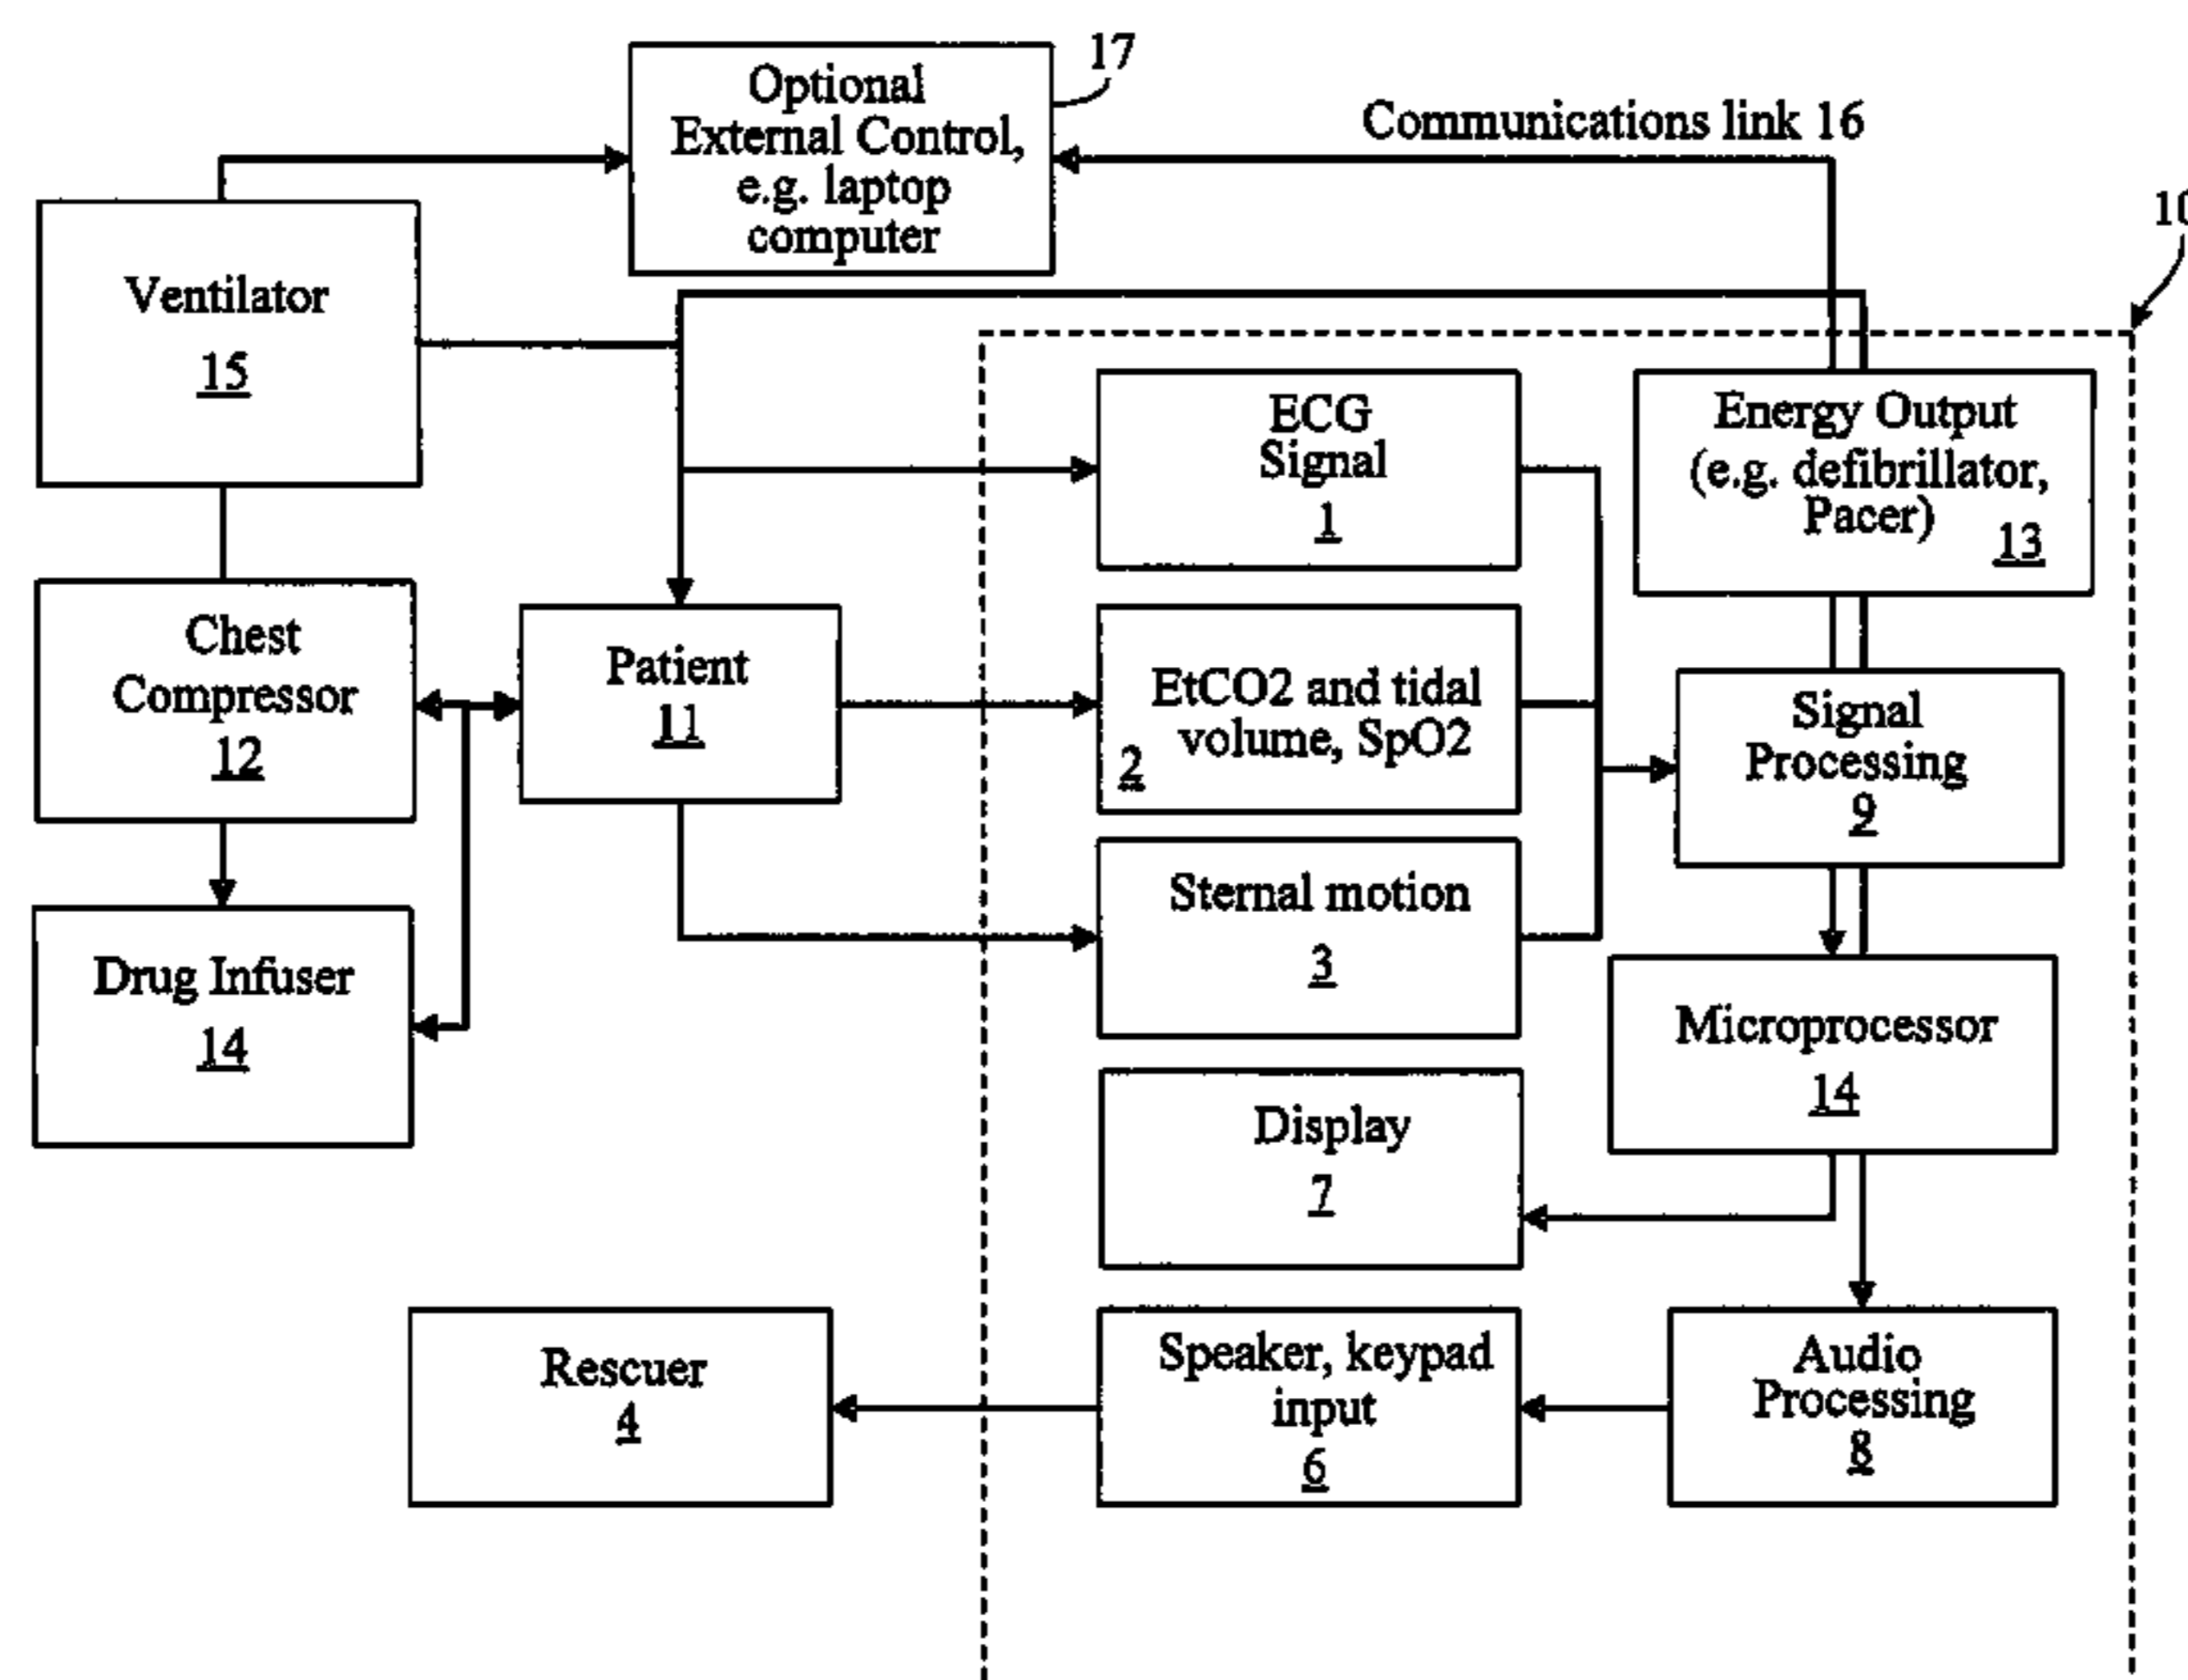 17
Optional
External Control,
e.g. laptop
computer
Communications link 16
10
Ventilator
15
ECG
Signal
1
Energy Output
(e.g. defibrillator,
Pacer)
13
Chest
Compressor
12
Patient
11
EtCO2 and tidal
volume, SpO2
2
Signal
Processing
9
Sternal motion
3
Drug Infuser
14
Microprocessor
14
Display
7
Rescuer
4
Speaker, keypad
input
6
Audio
Processing
8